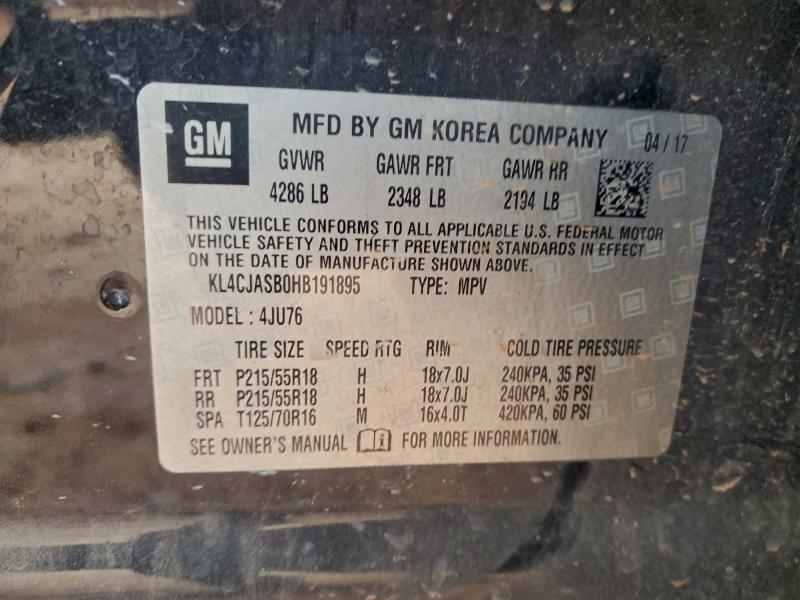 GM MFD BY GM KOREA COMPANY 04 / 17
GVWR GAWR FRT GAWR RR
4286 LB 2348 LB 2194 LB
THIS VEHICLE CONFORMS TO ALL APPLICABLE U.S. FEDERAL MOTOR
VEHICLE SAFETY AND THEFT PREVENTION STANDARDS IN EFFECT
ON THE DATE OF MANUFACTURE SHOWN ABOVE.
KL4CJASB0HB191895 TYPE: MPV
MODEL : 4JU76
TIRE SIZE SPEED RTG RIM COLD TIRE PRESSURE
FRT P215/55R18 H 18x7.0J 240KPA, 35 PSI
RR P215/55R18 H 18x7.0J 240KPA, 35 PSI
SPA T125/70R16 M 16x4.0T 420KPA, 60 PSI
SEE OWNER'S MANUAL FOR MORE INFORMATION.